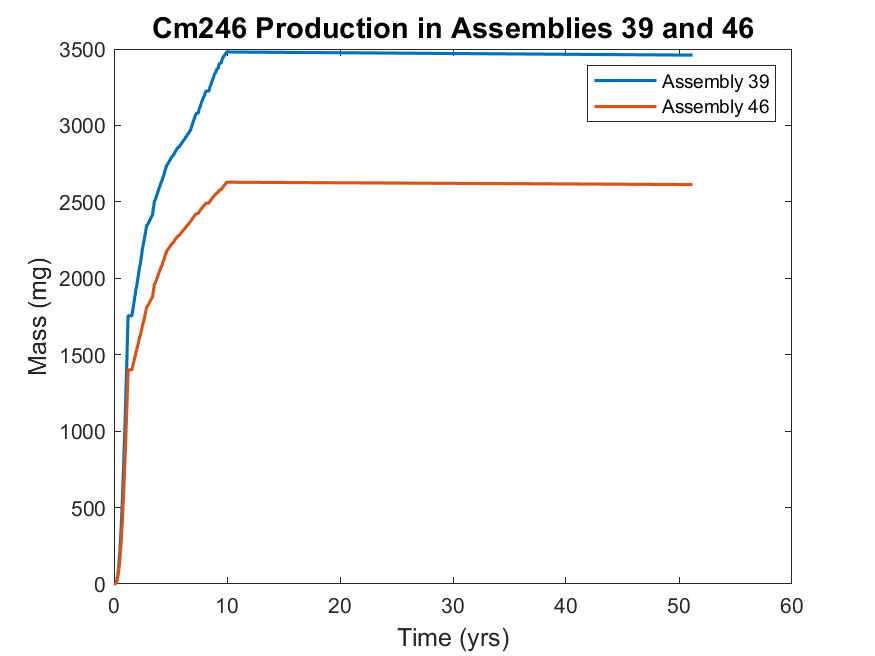 Cm246 Production in Assemblies 39 and 46
3500
3000
2500
2000
1500
1000
500
0
Mass (mg)
Assembly 39
Assembly 46
0 10 20 30 40 50 60
Time (yrs)